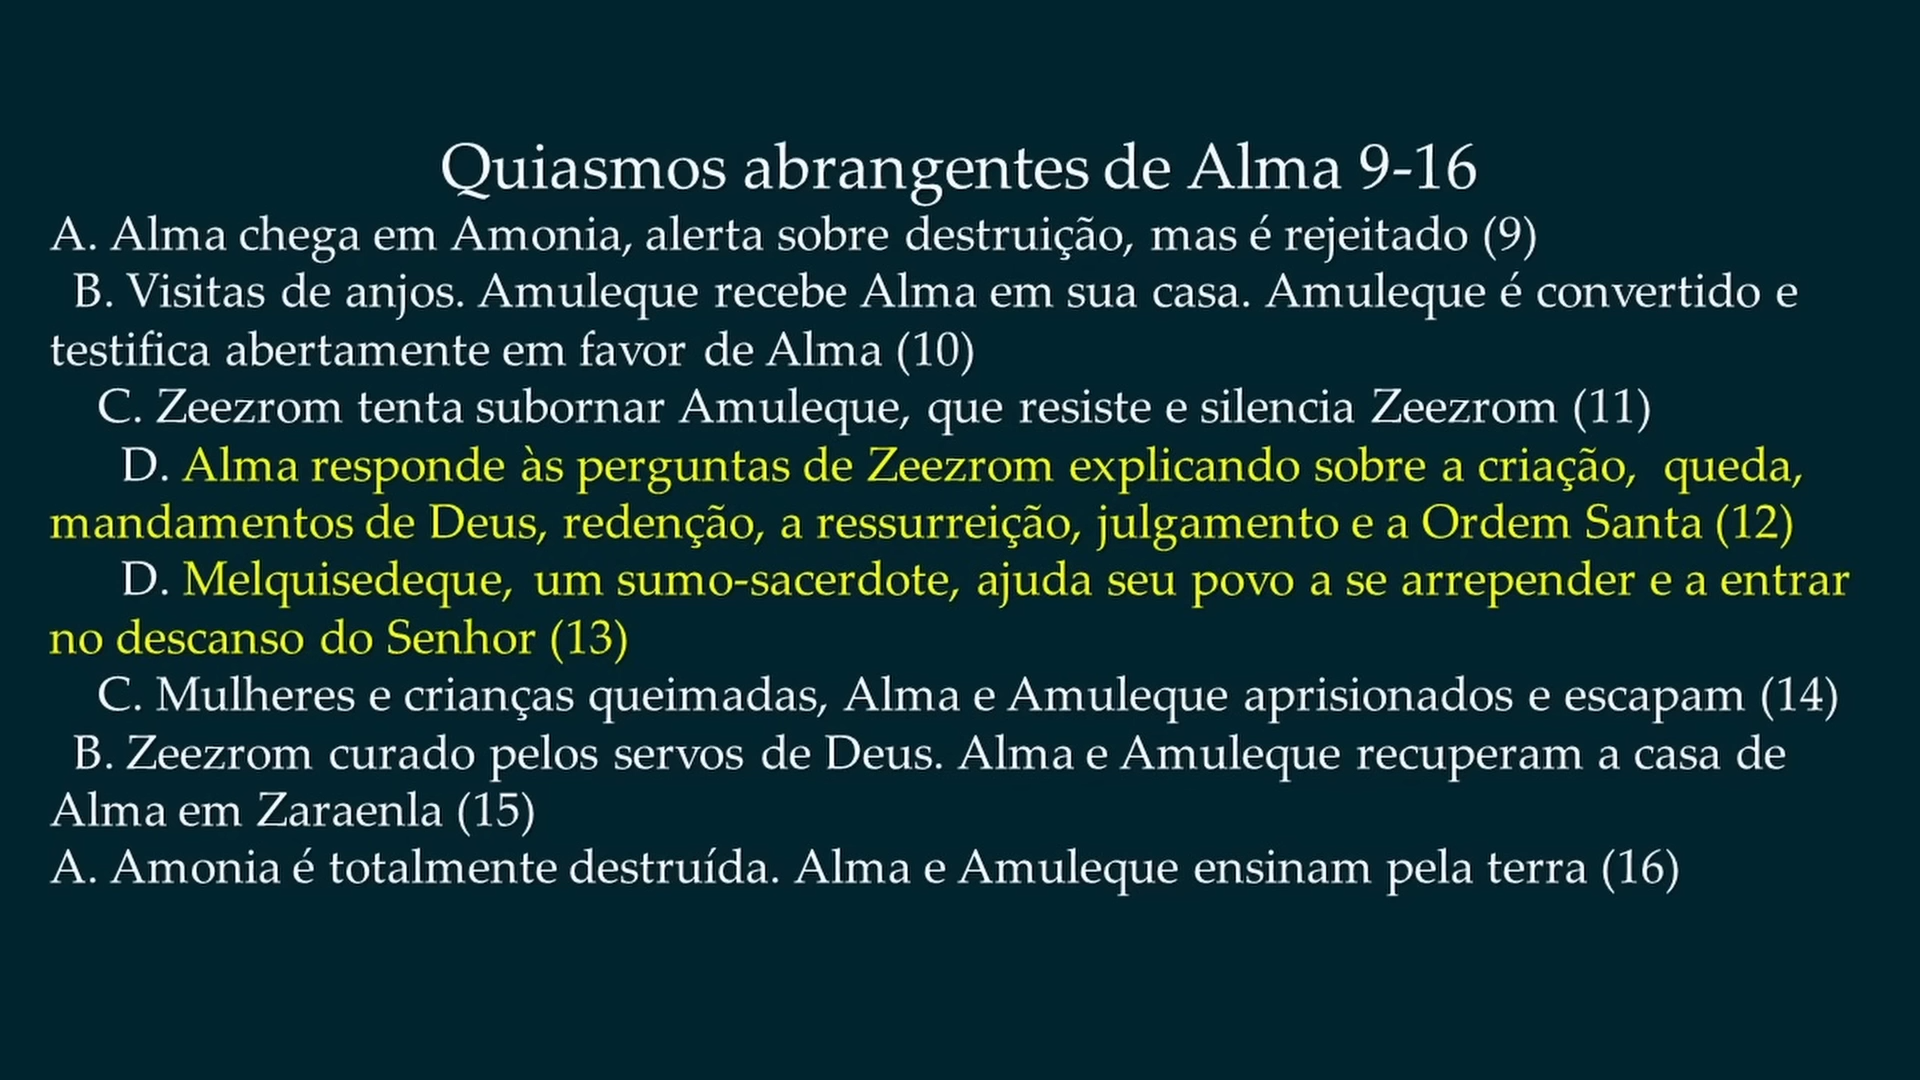 Quiasmos abrangentes de Alma 9-16
A. Alma chega em Amonia, alerta sobre destruição, mas é rejeitado (9)
B. Visitas de anjos. Amuleque recebe Alma em sua casa. Amuleque é convertido e
testifica abertamente em favor de Alma (10)
C. Zeezrom tenta subornar Amuleque, que resiste e silencia Zeezrom (11)
D. Alma responde às perguntas de Zeezrom explicando sobre a criação, queda,
mandamentos de Deus, redenção, a ressurreição, julgamento e a Ordem Santa (12)
D. Melquisedeque, um sumo-sacerdote, ajuda seu povo a se arrepender e a entrar
no descanso do Senhor (13)
C. Mulheres e crianças queimadas, Alma e Amuleque aprisionados e escapam (14)
B. Zeezrom curado pelos servos de Deus. Alma e Amuleque recuperam a casa de
Alma em Zaraenla (15)
A. Amonia é totalmente destruída. Alma e Amuleque ensinam pela terra (16)